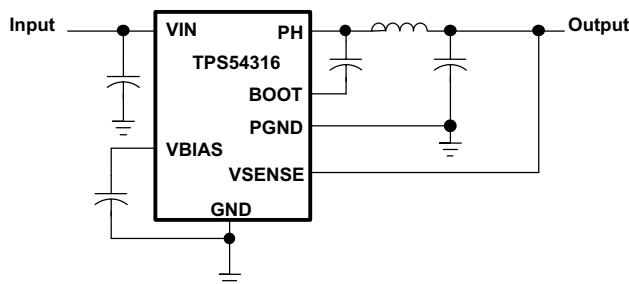 Input
VIN
PH
Output
TPS54316
BOOT
PGND
VBIAS
VSENSE
GND